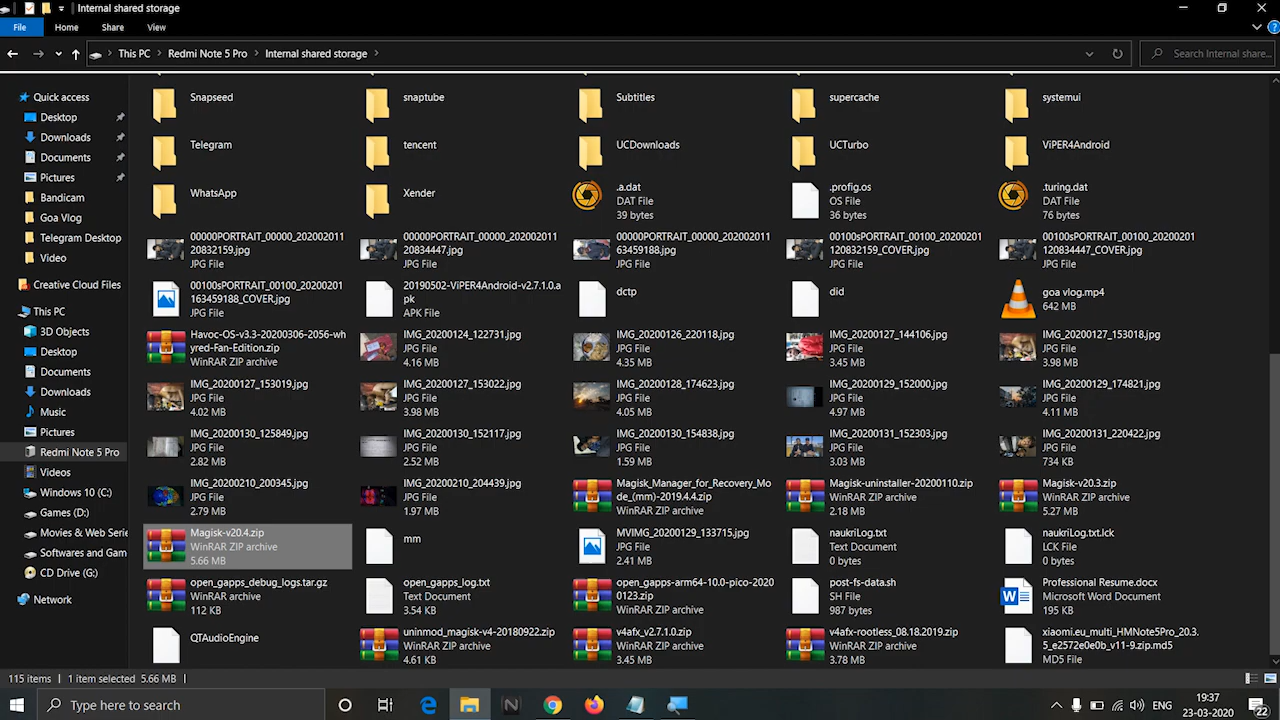 Internal shared storage
File
Home
Share
View
This PC
Redmi Note 5 Pro
Internal shared storage
Search Internal share...
Quick access
Desktop
Downloads
Documents
Pictures
Bandicam
Goa Vlog
Telegram Desktop
Video
Creative Cloud Files
This PC
3D Objects
Desktop
Documents
Downloads
Music
Pictures
Redmi Note 5 Pro
Videos
Windows 10 (C:)
Games (D:)
Movies & Web Serie
Softwares and Gam
CD Drive (G:)
Network
Snapseed
snaptube
Subtitles
supercache
systemui
Telegram
tencent
UCDownloads
UCTurbo
ViPER4Android
WhatsApp
Xender
.a.dat
DAT File
39 bytes
.profig.os
OS File
36 bytes
.turing.dat
DAT File
76 bytes
00000PORTRAIT_00000_202002011
20832159.jpg
JPG File
00000PORTRAIT_00000_202002011
20834447.jpg
JPG File
00000PORTRAIT_00000_202002011
63459188.jpg
JPG File
00100sPORTRAIT_00100_20200201
120832159_COVER.jpg
JPG File
00100sPORTRAIT_00100_20200201
120834447_COVER.jpg
JPG File
00100sPORTRAIT_00100_20200201
163459188_COVER.jpg
JPG File
20190502-ViPER4Android-v2.7.1.0.a
pk
APK File
dctp
did
goa vlog.mp4
642 MB
Havoc-OS-v3.3-20200306-2056-wh
yred-Fan-Edition.zip
WinRAR ZIP archive
IMG_20200124_122731.jpg
JPG File
4.16 MB
IMG_20200126_220118.jpg
JPG File
4.35 MB
IMG_20200127_144106.jpg
JPG File
3.45 MB
IMG_20200127_153018.jpg
JPG File
3.98 MB
IMG_20200127_153019.jpg
JPG File
4.02 MB
IMG_20200127_153022.jpg
JPG File
3.98 MB
IMG_20200128_174623.jpg
JPG File
4.05 MB
IMG_20200129_152000.jpg
JPG File
4.97 MB
IMG_20200129_174821.jpg
JPG File
4.11 MB
IMG_20200130_125849.jpg
JPG File
2.82 MB
IMG_20200130_152117.jpg
JPG File
2.52 MB
IMG_20200130_154838.jpg
JPG File
1.59 MB
IMG_20200131_152303.jpg
JPG File
3.03 MB
IMG_20200131_220422.jpg
JPG File
734 KB
IMG_20200210_200345.jpg
JPG File
2.79 MB
IMG_20200210_204439.jpg
JPG File
1.97 MB
Magisk_Manager_for_Recovery_Mo
de_(mm)-2019.4.4.zip
WinRAR ZIP archive
Magisk-uninstaller-20200110.zip
WinRAR ZIP archive
2.18 MB
Magisk-v20.3.zip
WinRAR ZIP archive
5.27 MB
Magisk-v20.4.zip
WinRAR ZIP archive
5.66 MB
mm
MVIMG_20200129_133715.jpg
JPG File
2.41 MB
naukriLog.txt
Text Document
0 bytes
naukriLog.txt.lck
LCK File
0 bytes
open_gapps_debug_logs.tar.gz
WinRAR archive
112 KB
open_gapps_log.txt
Text Document
3.54 KB
open_gapps-arm64-10.0-pico-2020
0123.zip
WinRAR ZIP archive
post-fs-data.sh
SH File
987 bytes
Professional Resume.docx
Microsoft Word Document
195 KB
QTAudioEngine
uninmod_magisk-v4-20180922.zip
WinRAR ZIP archive
4.61 KB
v4afx_v2.7.1.0.zip
WinRAR ZIP archive
3.45 MB
v4afx-rootless_08.18.2019.zip
WinRAR ZIP archive
3.78 MB
xiaomi.eu_multi_HMNote5Pro_20.3.
5_e2572e0e0b_v11-9.zip.md5
MD5 File
115 items
1 item selected 5.66 MB
Type here to search
ENG
19:37
23-03-2020
22